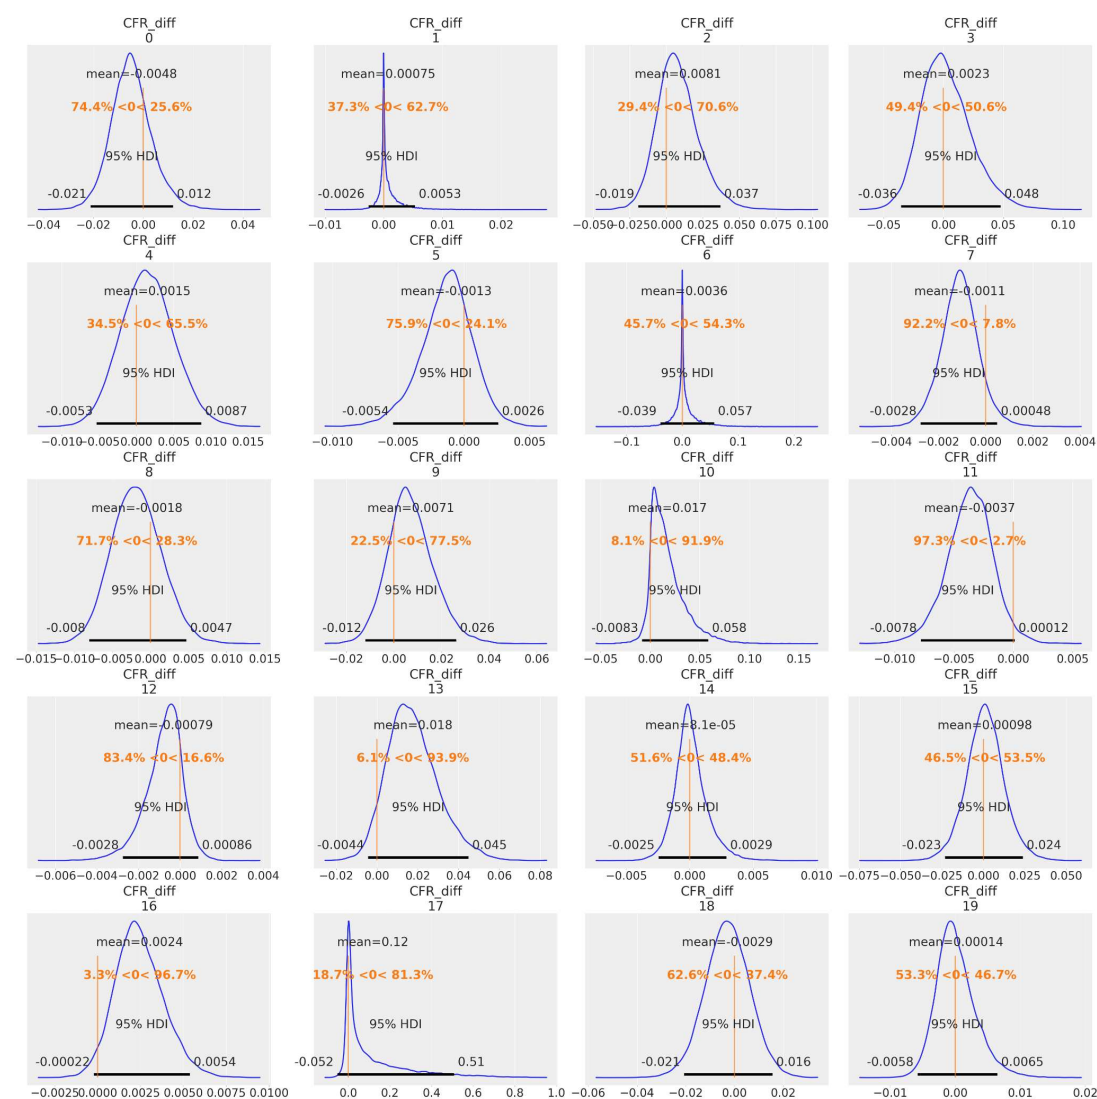 CFR_diff CFR_diff CFR_diff CFR_diff
0 1 2 3
mean=-0.0048 mean=0.00075 mean=0.0081 mean=0.0023
74.4% <0< 25.6% 37.3% <0< 62.7% 29.4% <0< 70.6% 49.4% <0< 50.6%
95% HDI 95% HDI 95% HDI 95% HDI
-0.021 0.012 -0.0026 0.0053 -0.019 0.037 -0.036 0.048
−0.04 −0.02 0.00 0.02 0.04 −0.01 0.00 0.01 0.02 −0.050 −0.025 0.000 0.025 0.050 0.075 0.100 −0.05 0.00 0.05 0.10
CFR_diff CFR_diff CFR_diff CFR_diff
4 5 6 7
mean=0.0015 mean=-0.0013 mean=0.0036 mean=-0.0011
34.5% <0< 65.5% 75.9% <0< 24.1% 45.7% <0< 54.3% 92.2% <0< 7.8%
95% HDI 95% HDI 95% HDI 95% HDI
-0.0053 0.0087 -0.0054 0.0026 -0.039 0.057 -0.0028 0.00048
−0.010 −0.005 0.000 0.005 0.010 0.015 −0.010 −0.005 0.000 0.005 −0.1 0.0 0.1 0.2 −0.004 −0.002 0.000 0.002 0.004
CFR_diff CFR_diff CFR_diff CFR_diff
8 9 10 11
mean=-0.0018 mean=0.0071 mean=0.017 mean=-0.0037
71.7% <0< 28.3% 22.5% <0< 77.5% 8.1% <0< 91.9% 97.3% <0< 2.7%
95% HDI 95% HDI 95% HDI 95% HDI
-0.008 0.0047 -0.012 0.026 -0.0083 0.058 -0.0078 0.00012
−0.015 −0.010 −0.005 0.000 0.005 0.010 0.015 −0.02 0.00 0.02 0.04 0.06 −0.05 0.00 0.05 0.10 0.15 −0.010 −0.005 0.000 0.005
CFR_diff CFR_diff CFR_diff CFR_diff
12 13 14 15
mean=-0.00079 mean=0.018 mean=8.1e-05 mean=0.00098
83.4% <0< 16.6% 6.1% <0< 93.9% 51.6% <0< 48.4% 46.5% <0< 53.5%
95% HDI 95% HDI 95% HDI 95% HDI
-0.0028 0.00086 -0.0044 0.045 -0.0025 0.0029 -0.023 0.024
−0.006 −0.004 −0.002 0.000 0.002 0.004 −0.02 0.00 0.02 0.04 0.06 0.08 −0.005 0.000 0.005 0.010 −0.075 −0.050 −0.025 0.000 0.025 0.050
CFR_diff CFR_diff CFR_diff CFR_diff
16 17 18 19
mean=0.0024 mean=0.12 mean=-0.0029 mean=0.00014
3.3% <0< 96.7% 18.7% <0< 81.3% 62.6% <0< 37.4% 53.3% <0< 46.7%
95% HDI 95% HDI 95% HDI 95% HDI
-0.00022 0.0054 -0.052 0.51 -0.021 0.016 -0.0058 0.0065
−0.0025 0.0000 0.0025 0.0050 0.0075 0.0100 0.0 0.2 0.4 0.6 0.8 1.0 −0.06 −0.04 −0.02 0.00 0.02 −0.01 0.00 0.01 0.02